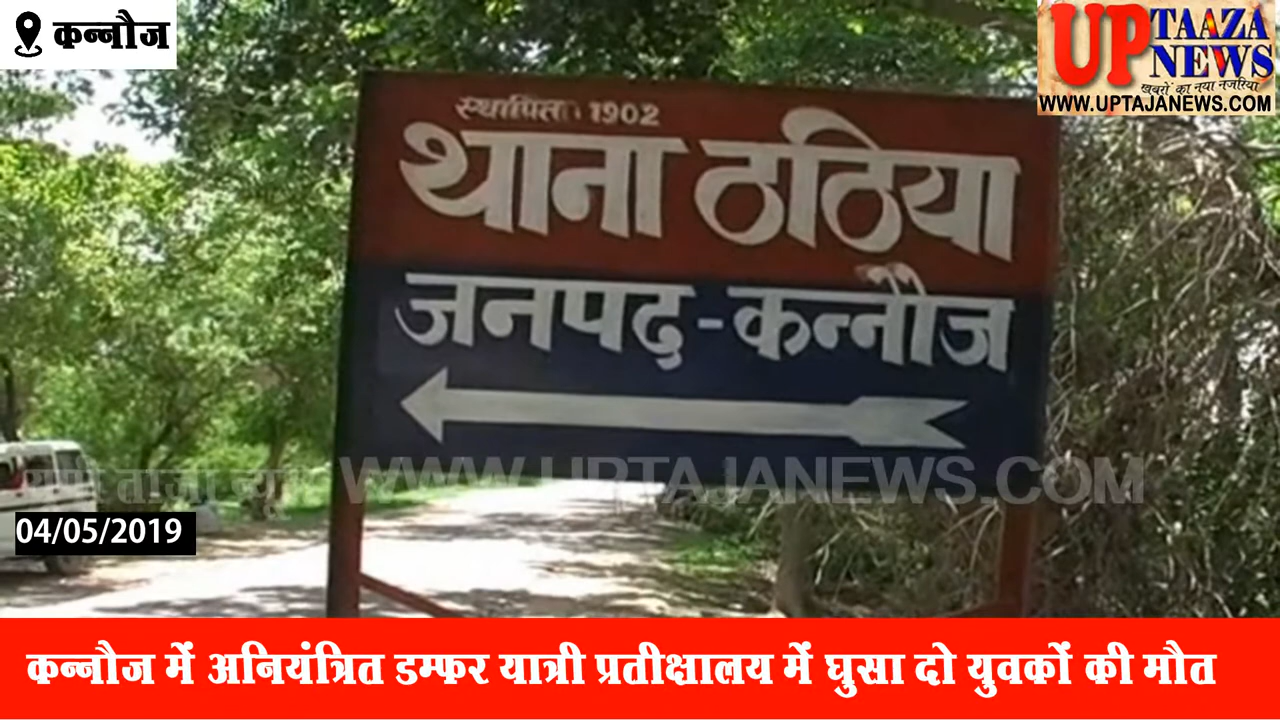 कन्नौज
UP TAAZA
NEWS
खबरों का नया नजरिया
WWW.UPTAJANEWS.COM
स्थापित : 1902
थाना ठठिया
जनपद - कन्नौज
WWW.UPTAJANEWS.COM
04/05/2019
कन्नौज में अनियंत्रित डम्फर यात्री प्रतीक्षालय में घुसा दो युवकों की मौत